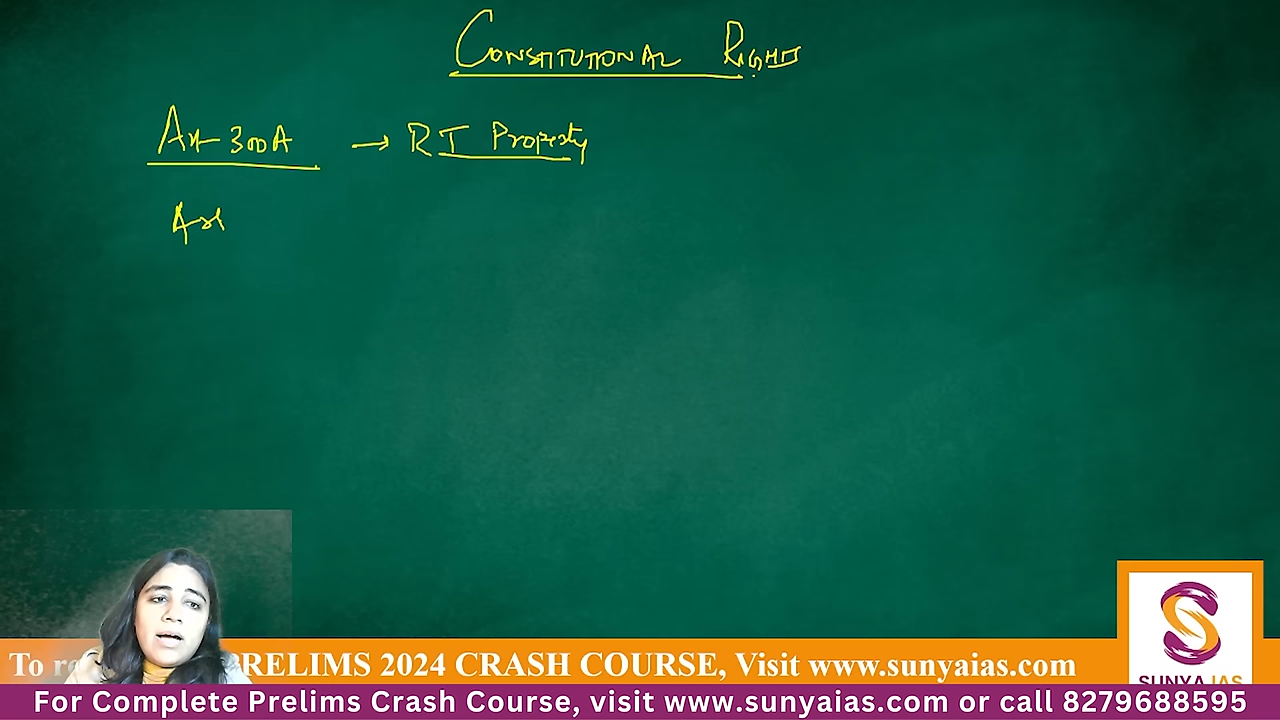 CONSTITUTIONAL RIGHTS
Art 300A → RT Property
Art
To RELIMS 2024 CRASH COURSE, Visit www.sunyaias.com
SUNYA IAS
For Complete Prelims Crash Course, visit www.sunyaias.com or call 8279688595